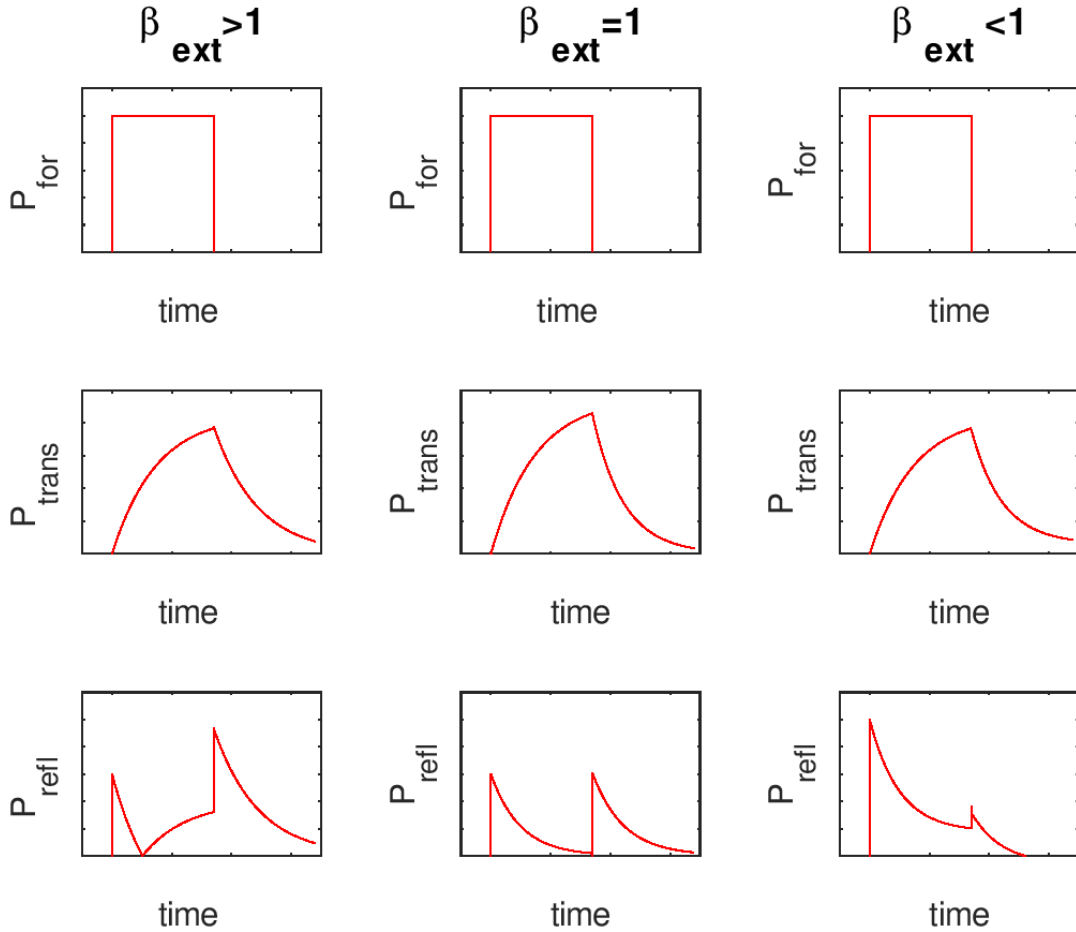 β ext >1
β ext =1
β ext <1
P for
time
P for
time
P for
time
P trans
time
P trans
time
P trans
time
P refl
time
P refl
time
P refl
time